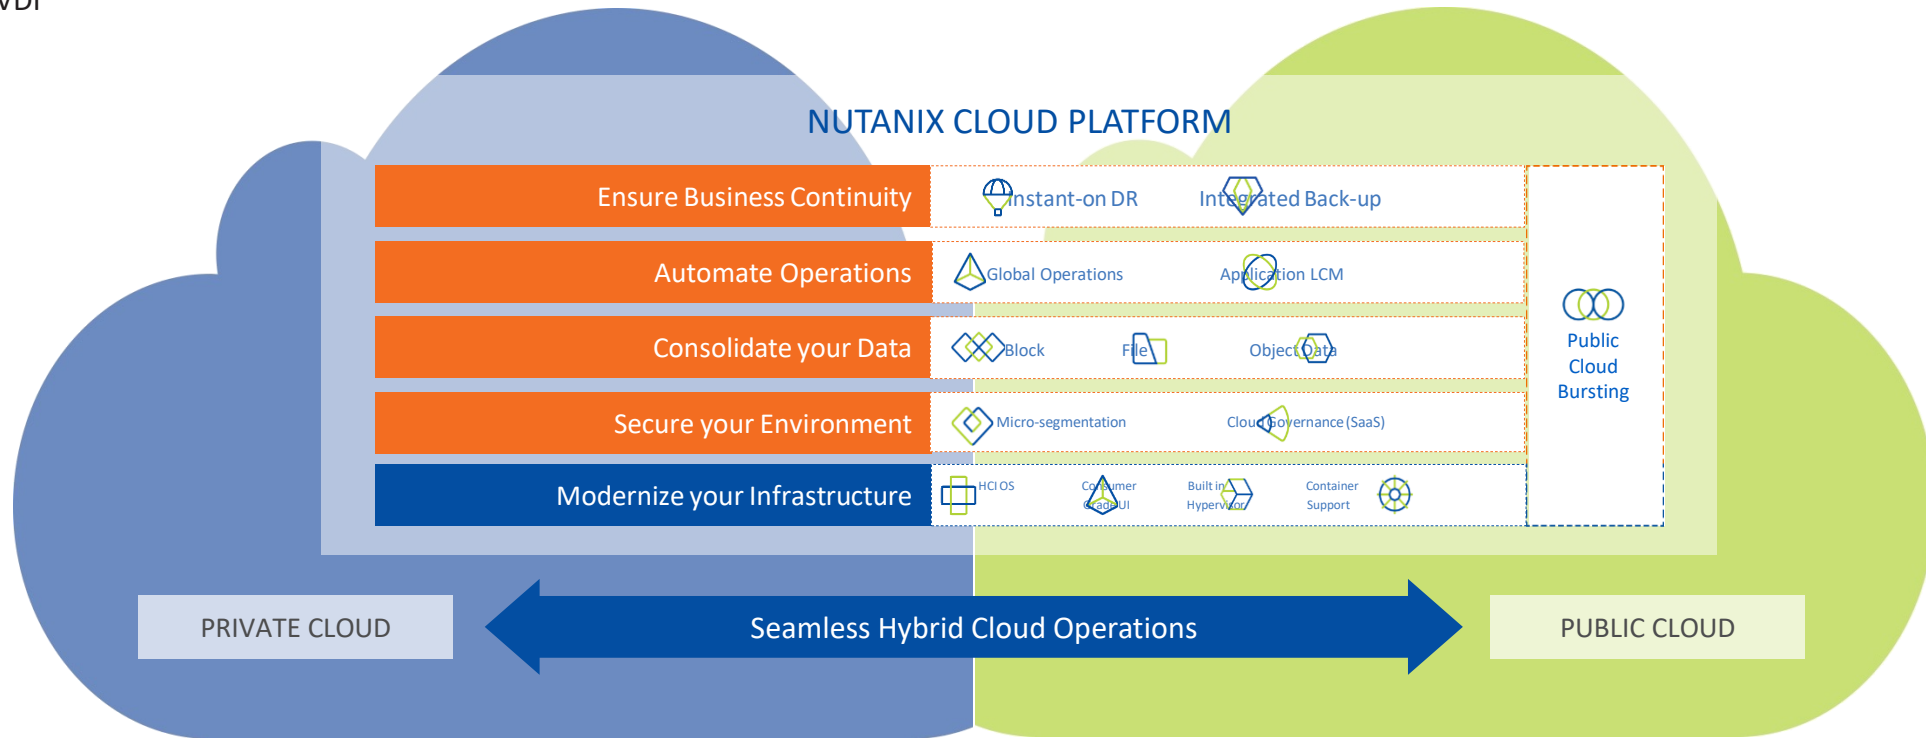 VDI
NUTANIX CLOUD PLATFORM
Ensure Business Continuity
Instant-on DR
Integrated Back-up
Automate Operations
Global Operations
Application LCM
Consolidate your Data
Block
File
Object Data
Secure your Environment
Micro-segmentation
Cloud Governance (SaaS)
Modernize your Infrastructure
HCI OS
Consumer
Grade UI
Built in
Hypervisor
Container
Support
Public
Cloud
Bursting
PRIVATE CLOUD
Seamless Hybrid Cloud Operations
PUBLIC CLOUD